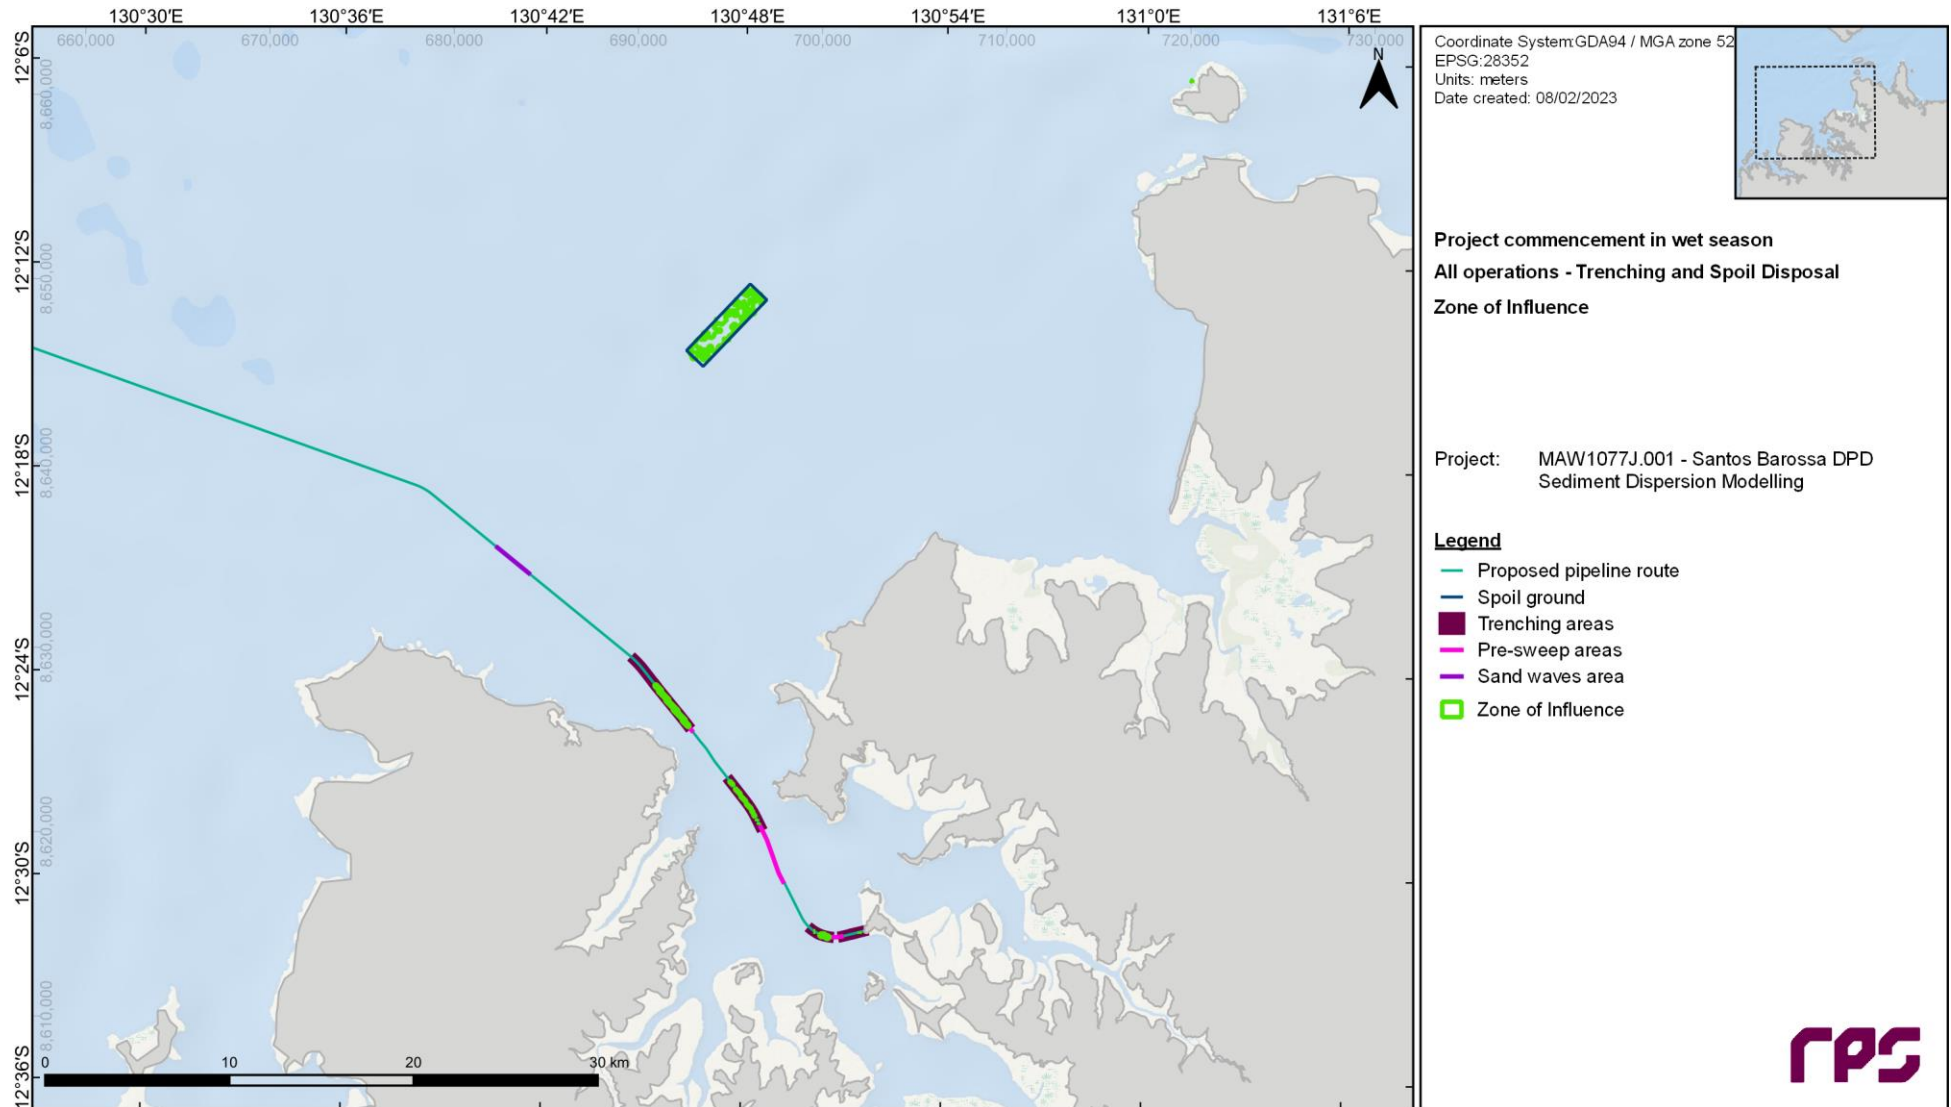 130°30'E 130°36'E 130°42'E 130°48'E 130°54'E 131°0'E 131°6'E
660,000 670,000 680,000 690,000 700,000 710,000 720,000 730,000
12°6'S
8,660,000
12°12'S
8,650,000
12°18'S
8,640,000
12°24'S
8,630,000
12°30'S
8,620,000
12°36'S
8,610,000
N
0 10 20 30 km
Coordinate System:GDA94 / MGA zone 52
EPSG:28352
Units: meters
Date created: 08/02/2023
Project commencement in wet season
All operations - Trenching and Spoil Disposal
Zone of Influence
Project: MAW1077J.001 - Santos Barossa DPD
Sediment Dispersion Modelling
Legend
Proposed pipeline route
Spoil ground
Trenching areas
Pre-sweep areas
Sand waves area
Zone of Influence
rps